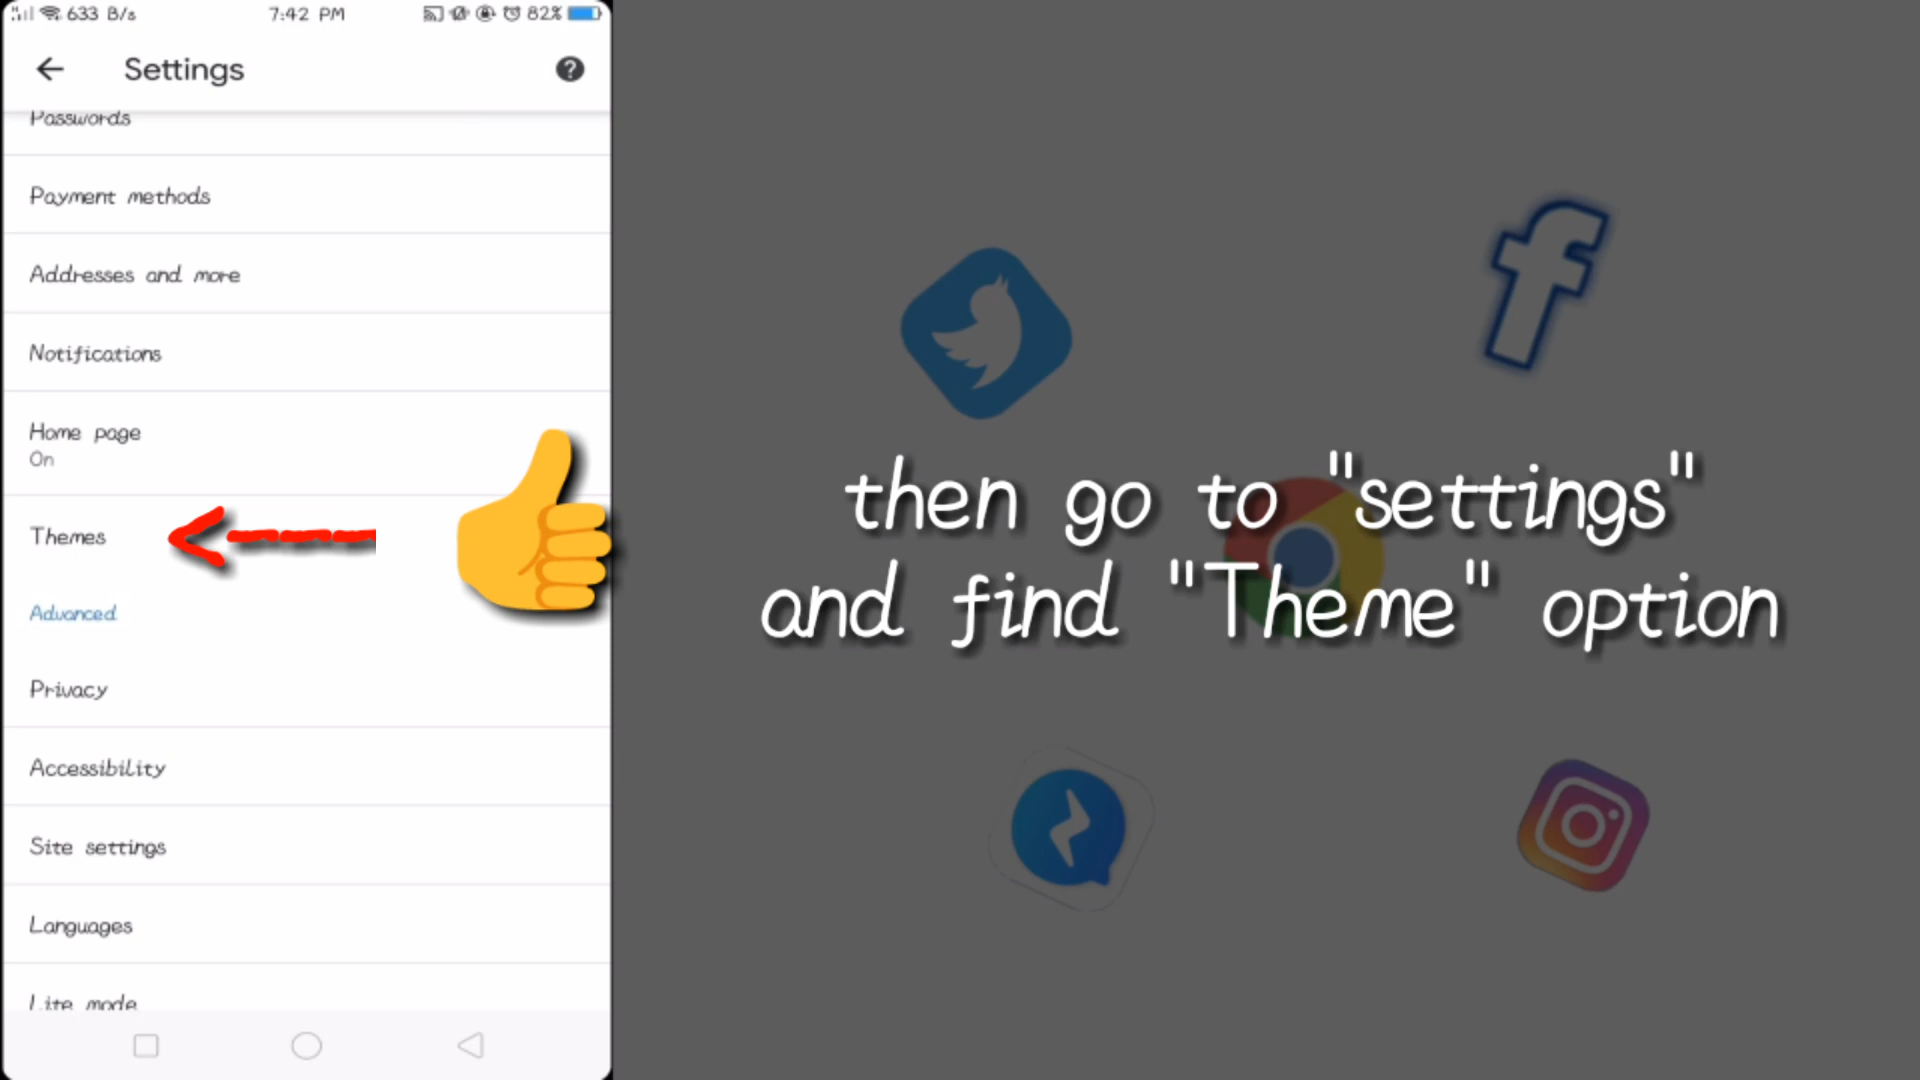 633 B/s 7:42 PM 82%
Settings
Passwords
Payment methods
Addresses and more
Notifications
Home page
On
Themes
Advanced
Privacy
Accessibility
Site settings
Languages
Lite mode
then go to "settings"
and find "Theme" option